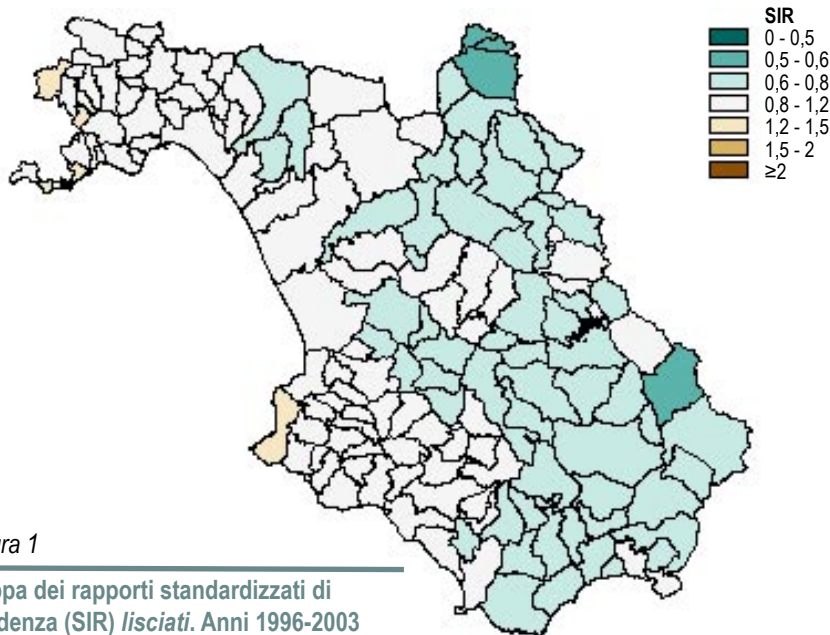 SIR
0 - 0,5
0,5 - 0,6
0,6 - 0,8
0,8 - 1,2
1,2 - 1,5
1,5 - 2
≥2
ra 1
pa dei rapporti standardizzati di
denza (SIR) lisciati. Anni 1996-2003